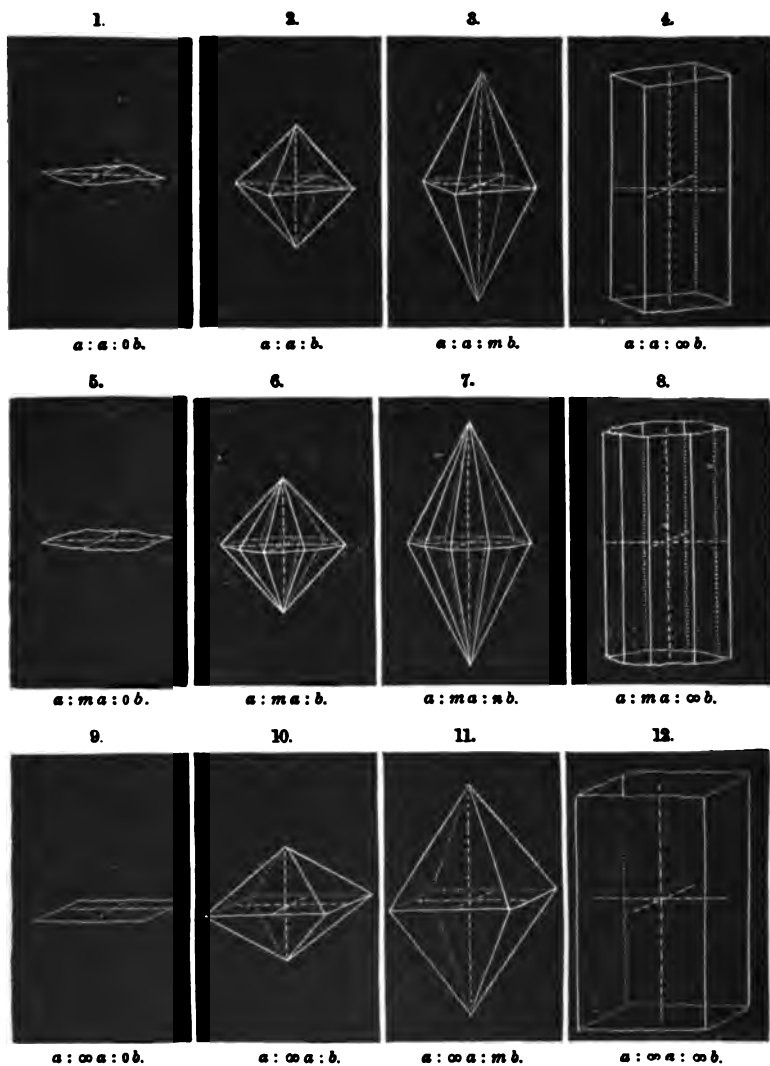 1. 2. 3. 4.
a : a : 0 b. a : a : b. a : a : m b. a : a : ∞ b.
5. 6. 7. 8.
a : m a : 0 b. a : m a : b. a : m a : n b. a : m a : ∞ b.
9. 10. 11. 12.
a : ∞ a : 0 b. a : ∞ a : b. a : ∞ a : m b. a : ∞ a : ∞ b.